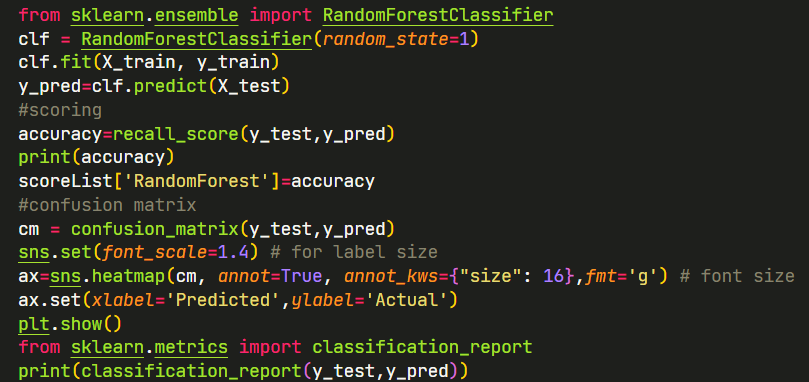 from sklearn.ensemble import RandomForestClassifier
clf = RandomForestClassifier(random_state=1)
clf.fit(X_train, y_train)
y_pred=clf.predict(X_test)
#scoring
accuracy=recall_score(y_test,y_pred)
print(accuracy)
scoreList['RandomForest']=accuracy
#confusion matrix
cm = confusion_matrix(y_test,y_pred)
sns.set(font_scale=1.4) # for label size
ax=sns.heatmap(cm, annot=True, annot_kws={"size": 16},fmt='g') # font size
ax.set(xlabel='Predicted',ylabel='Actual')
plt.show()
from sklearn.metrics import classification_report
print(classification_report(y_test,y_pred))